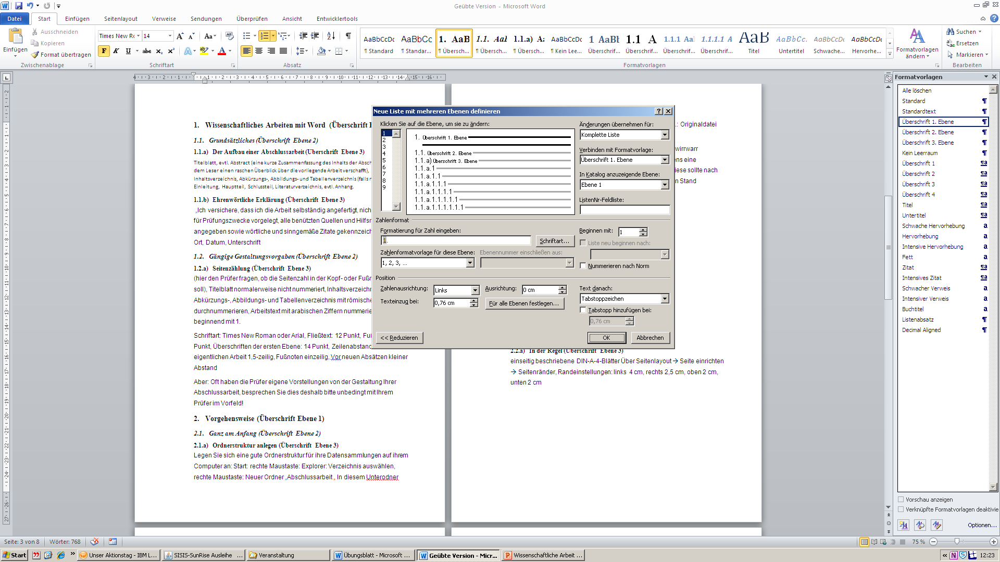 Geübte Version - Microsoft Word
Datei Start Einfügen Seitenlayout Verweise Sendungen Überprüfen Ansicht Entwicklertools
Einfügen
Ausschneiden
Kopieren
Format übertragen
Zwischenablage
Times New Ro 14
Schriftart
Absatz
AaBbCcDc AaBbCc 1. AaB 1.1. Aal 1.1.a) A: AaBbCcDc 1 AaBb 1.1 A 1.1.1 Aal 1.1.1.1 A AaB AaBbCc. AaBbCcDc AaBbCcDc
¶ Standard ¶ Standar... ¶ Übersch... ¶ Übersch... ¶ Übersch... ¶ Kein Lee... Überschrif... Überschrif... Überschrif... Überschrif... Titel Untertitel Schwache... Hervorhe...
Formatvorlagen
Formatvorlagen ändern
Suchen
Ersetzen
Markieren
Bearbeiten
1. Wissenschaftliches Arbeiten mit Word (Überschrift
1.1. Grundsätzliches (Überschrift Ebene 2)
1.1.a) Der Aufbau einer Abschlussarbeit (Überschrift Ebene 3)
Titelblatt, evtl. Abstract (eine kurze Zusammenfassung des Inhalts der Absch
dem Leser einen raschen Überblick über die vorliegende Arbeit verschafft),
Inhaltsverzeichnis, Abkürzungs-, Abbildungs- und Tabellenverzeichnis (falls
Einleitung, Hauptteil, Schlussteil, Literaturverzeichnis, evtl. Anhang.
1.1.b) Ehrenwörtliche Erklärung (Überschrift Ebene 3)
„Ich versichere, dass ich die Arbeit selbständig angefertigt, nich
für Prüfungszwecke vorgelegt, alle benützten Quellen und Hilfsm
angegeben sowie wörtliche und sinngemäße Zitate gekennzeich
Ort, Datum, Unterschrift
1.2. Gängige Gestaltungsvorgaben (Überschrift Ebene 2)
1.2.a) Seitenzählung (Überschrift Ebene 3)
(hier den Prüfer fragen, ob die Seitenzahl in der Kopf- oder Fuß
soll), Titelblatt normalerweise nicht nummeriert, Inhaltsverzeichn
Abkürzungs-, Abbildungs- und Tabellenverzeichnis mit römische
durchnummerieren, Arbeitstext mit arabischen Ziffern nummerie
beginnend mit 1.
Schriftart: Times New Roman oder Arial, Fließtext: 12 Punkt, Fu
Punkt, Überschriften der ersten Ebene: 14 Punkt, Zeilenabstand
eigentlichen Arbeit 1,5-zeilig, Fußnoten einzeilig, Vor neuen Absätzen kleiner
Abstand
Aber: Oft haben die Prüfer eigene Vorstellungen von der Gestaltung Ihrer
Abschlussarbeit, besprechen Sie dies deshalb bitte unbedingt mit Ihrem
Prüfer im Vorfeld!
2. Vorgehensweise (Überschrift Ebene 1)
2.1. Ganz am Anfang (Überschrift Ebene 2)
2.1.a) Ordnerstruktur anlegen (Überschrift Ebene 3)
Legen Sie sich eine gute Ordnerstruktur für ihre Datensammlungen auf ihrem
Computer an: Start: rechte Maustaste: Explorer: Verzeichnis auswählen,
rechte Maustaste: Neuer Ordner „Abschlussarbeit „ In diesem Unterodner
.: Originaldatei
wirrwarr
ens eine
iese sollte nach
n Stand
2.2.a) In der Regel (Überschrift Ebene 3)
einseitig beschriebene DIN-A-4-Blätter Über Seitenlayout → Seite einrichten
→ Seitenränder, Randeinstellungen: links 4 cm, rechts 2,5 cm, oben 2 cm,
unten 2 cm
Neue Liste mit mehreren Ebenen definieren
Klicken Sie auf die Ebene, um sie zu ändern:
1
2
3
4
5
6
7
8
9
1. Überschrift 1. Ebene
1.1. Überschrift 2. Ebene
1.1.a) Überschrift 3. Ebene
1.1.a.1
1.1.a.1.1
1.1.a.1.1.1
1.1.a.1.1.1.1
1.1.a.1.1.1.1.1
1.1.a.1.1.1.1.1.1
Änderungen übernehmen für:
Komplette Liste
Verbinden mit Formatvorlage:
Überschrift 1. Ebene
In Katalog anzuzeigende Ebene:
Ebene 1
ListenNr-Feldliste:
Zahlenformat
Formatierung für Zahl eingeben:
1.
Schriftart...
Zahlenformatvorlage für diese Ebene:
1, 2, 3, ...
Ebenennummer einschließen aus:
Beginnen mit: 1
Liste neu beginnen nach:
Nummerieren nach Norm
Position
Zahlenausrichtung: Links
Ausrichtung: 0 cm
Texteinzug bei: 0,76 cm
Für alle Ebenen festlegen...
Text danach:
Tabstoppzeichen
Tabstopp hinzufügen bei:
0,76 cm
<< Reduzieren
OK
Abbrechen
Formatvorlagen
Alle löschen
Standard
Standardtext
Überschrift 1. Ebene
Überschrift 2. Ebene
Überschrift 3. Ebene
Kein Leerraum
Überschrift 1
Überschrift 2
Überschrift 3
Überschrift 4
Titel
Untertitel
Schwache Hervorhebung
Hervorhebung
Intensive Hervorhebung
Fett
Zitat
Intensives Zitat
Schwacher Verweis
Intensiver Verweis
Buchtitel
Listenabsatz
Decimal Aligned
Vorschau anzeigen
Verknüpfte Formatvorlagen deaktivie
Optionen...
Seite: 3 von 8 Wörter: 768
75 %
Start
Unser Aktionstag - IBM L...
SISIS-SunRise Ausleihe ...
Veranstaltung
Übungsblatt - Microsoft ...
Geübte Version - Micr...
Wissenschaftliche Arbeit ...
12:23